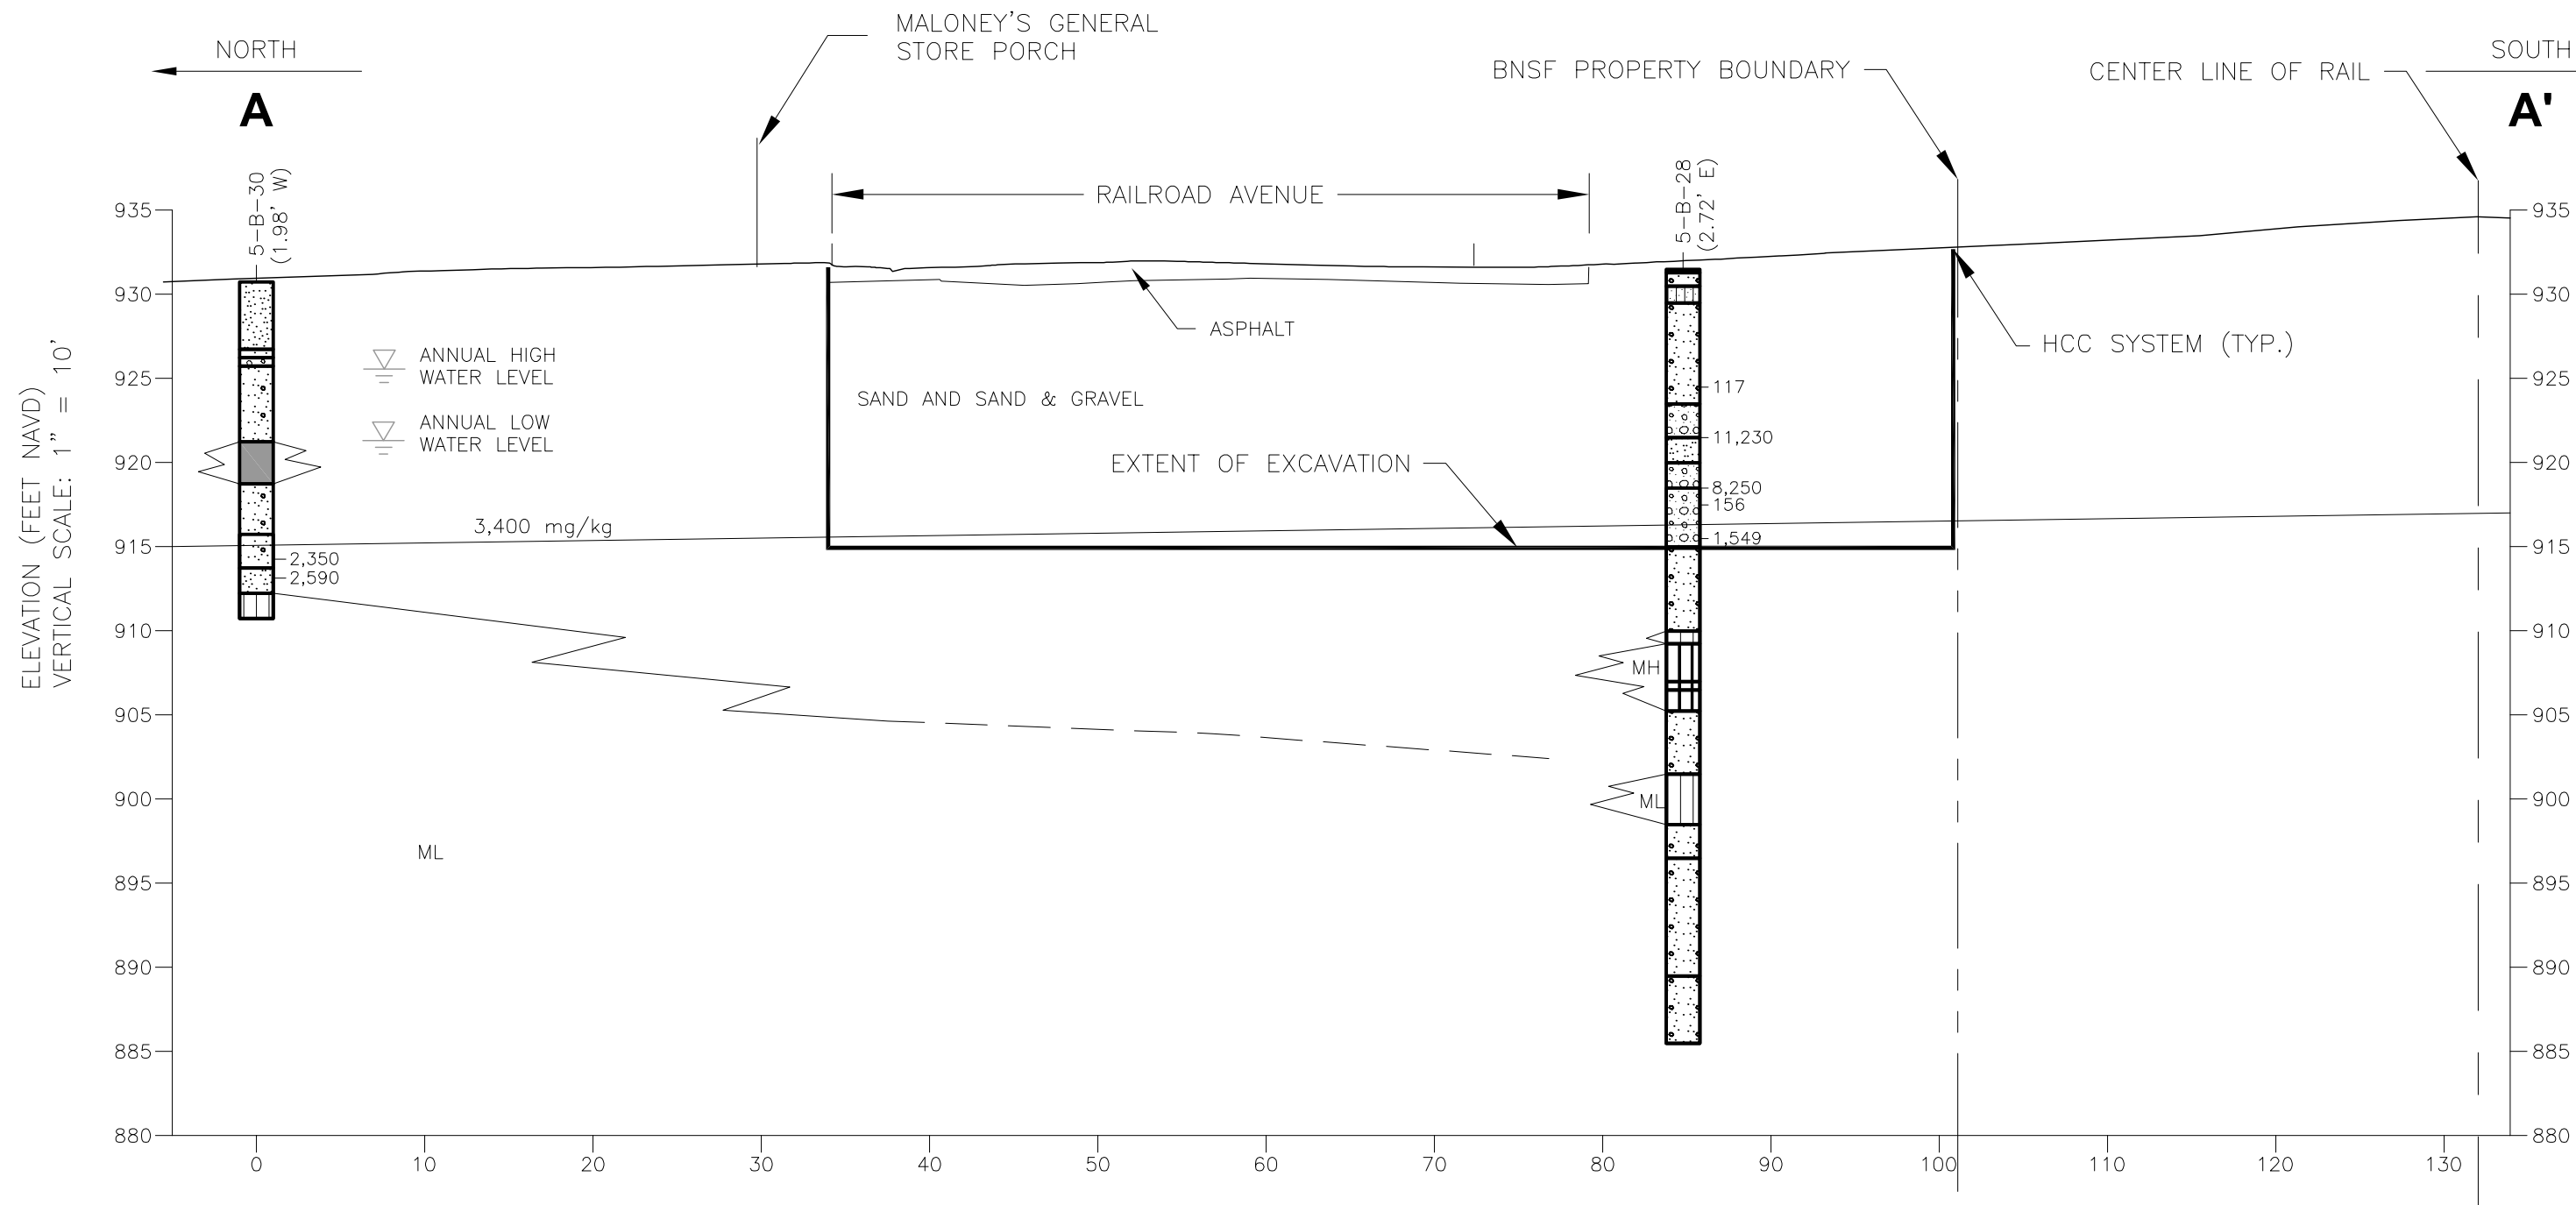 MALONEY'S GENERAL
STORE PORCH
NORTH
SOUTH
BNSF PROPERTY BOUNDARY
CENTER LINE OF RAIL
A
A'
5-B-30
(1.98' W)
RAILROAD AVENUE
5-B-28
(2.72' E)
935
935
930
930
ASPHALT
HCC SYSTEM (TYP.)
ANNUAL HIGH
WATER LEVEL
925
925
117
SAND AND SAND & GRAVEL
ANNUAL LOW
WATER LEVEL
11,230
920
920
EXTENT OF EXCAVATION
8,250
156
3,400 mg/kg
1,549
915
915
2,350
2,590
ELEVATION (FEET NAVD)
VERTICAL SCALE: 1" = 10'
910
910
MH
905
905
900
900
ML
ML
895
895
890
890
885
885
880
880
0 10 20 30 40 50 60 70 80 90 100 110 120 130